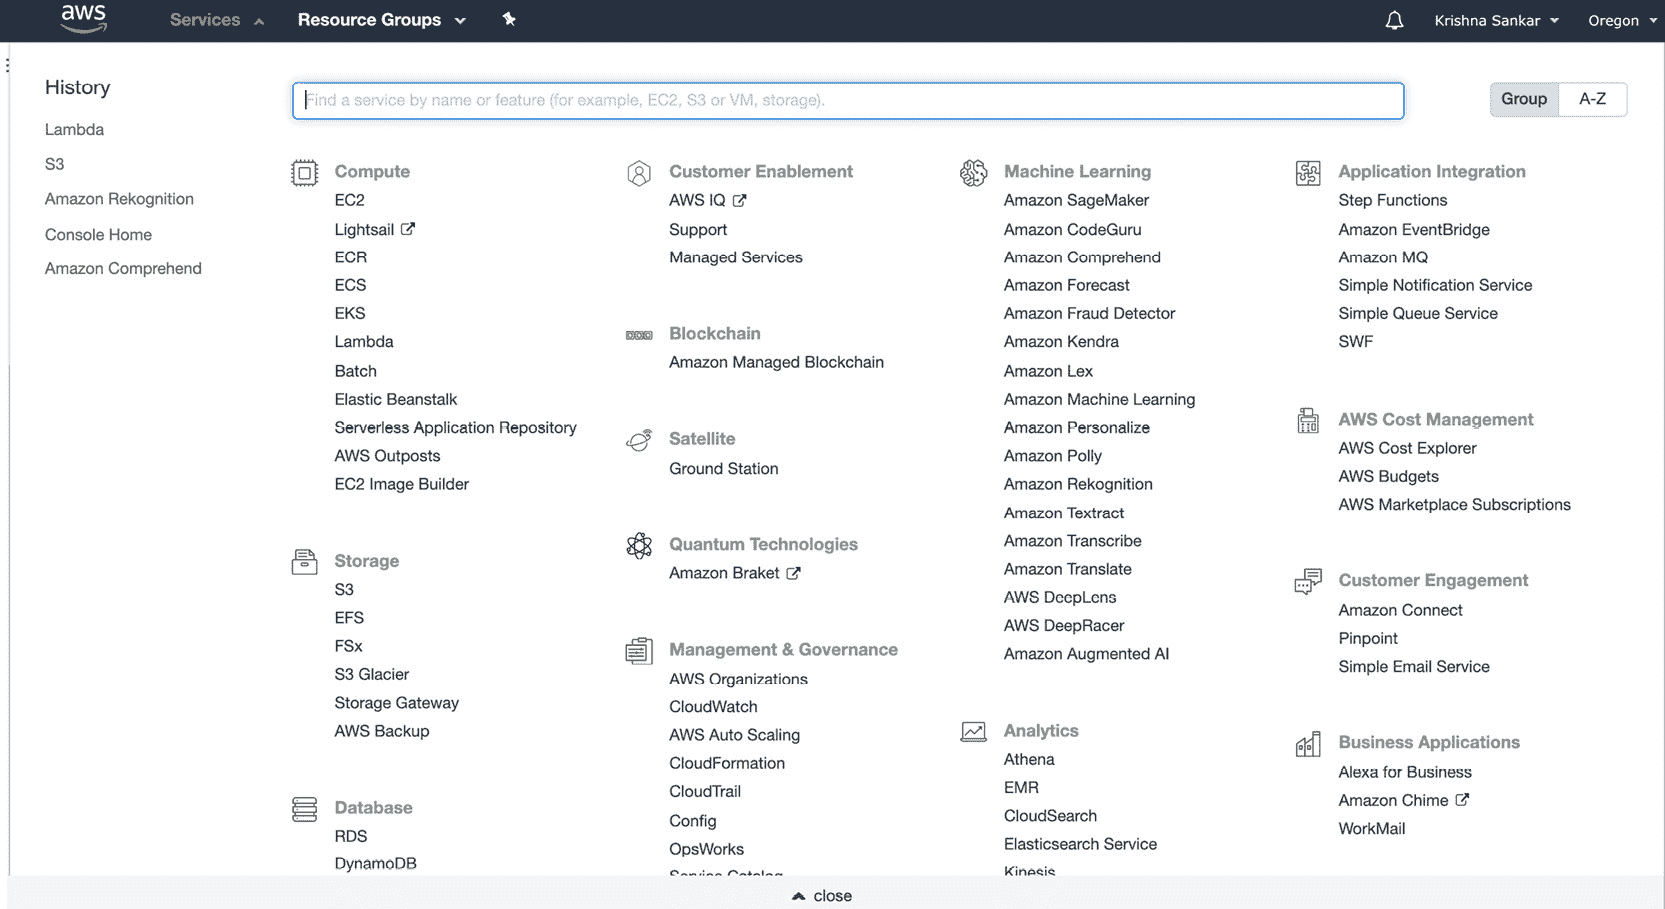 aws
Services
Resource Groups
Krishna Sankar
Oregon
History
Lambda
S3
Amazon Rekognition
Console Home
Amazon Comprehend
Find a service by name or feature (for example, EC2, S3 or VM, storage).
Group
A-Z
Compute
EC2
Lightsail
ECR
ECS
EKS
Lambda
Batch
Elastic Beanstalk
Serverless Application Repository
AWS Outposts
EC2 Image Builder
Storage
S3
EFS
FSx
S3 Glacier
Storage Gateway
AWS Backup
Database
RDS
DynamoDB
Customer Enablement
AWS IQ
Support
Managed Services
Blockchain
Amazon Managed Blockchain
Satellite
Ground Station
Quantum Technologies
Amazon Braket
Management & Governance
AWS Organizations
CloudWatch
AWS Auto Scaling
CloudFormation
CloudTrail
Config
OpsWorks
Service Catalog
Machine Learning
Amazon SageMaker
Amazon CodeGuru
Amazon Comprehend
Amazon Forecast
Amazon Fraud Detector
Amazon Kendra
Amazon Lex
Amazon Machine Learning
Amazon Personalize
Amazon Polly
Amazon Rekognition
Amazon Textract
Amazon Transcribe
Amazon Translate
AWS DeepLens
AWS DeepRacer
Amazon Augmented AI
Analytics
Athena
EMR
CloudSearch
Elasticsearch Service
Kinesis
Application Integration
Step Functions
Amazon EventBridge
Amazon MQ
Simple Notification Service
Simple Queue Service
SWF
AWS Cost Management
AWS Cost Explorer
AWS Budgets
AWS Marketplace Subscriptions
Customer Engagement
Amazon Connect
Pinpoint
Simple Email Service
Business Applications
Alexa for Business
Amazon Chime
WorkMail
close